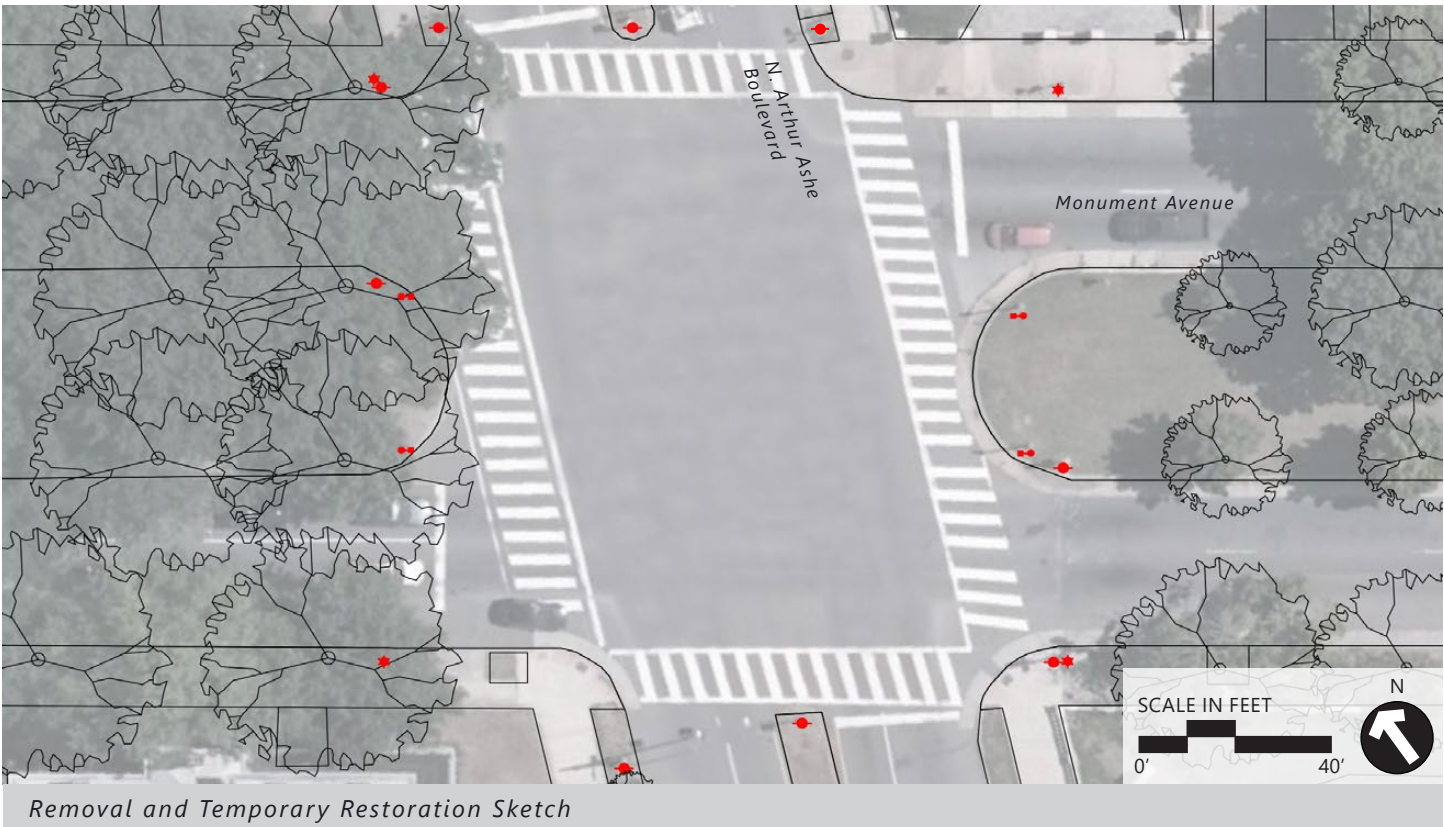 N. Arthur Ashe
Boulevard
Monument Avenue
SCALE IN FEET
0'
40'
N
Removal and Temporary Restoration Sketch